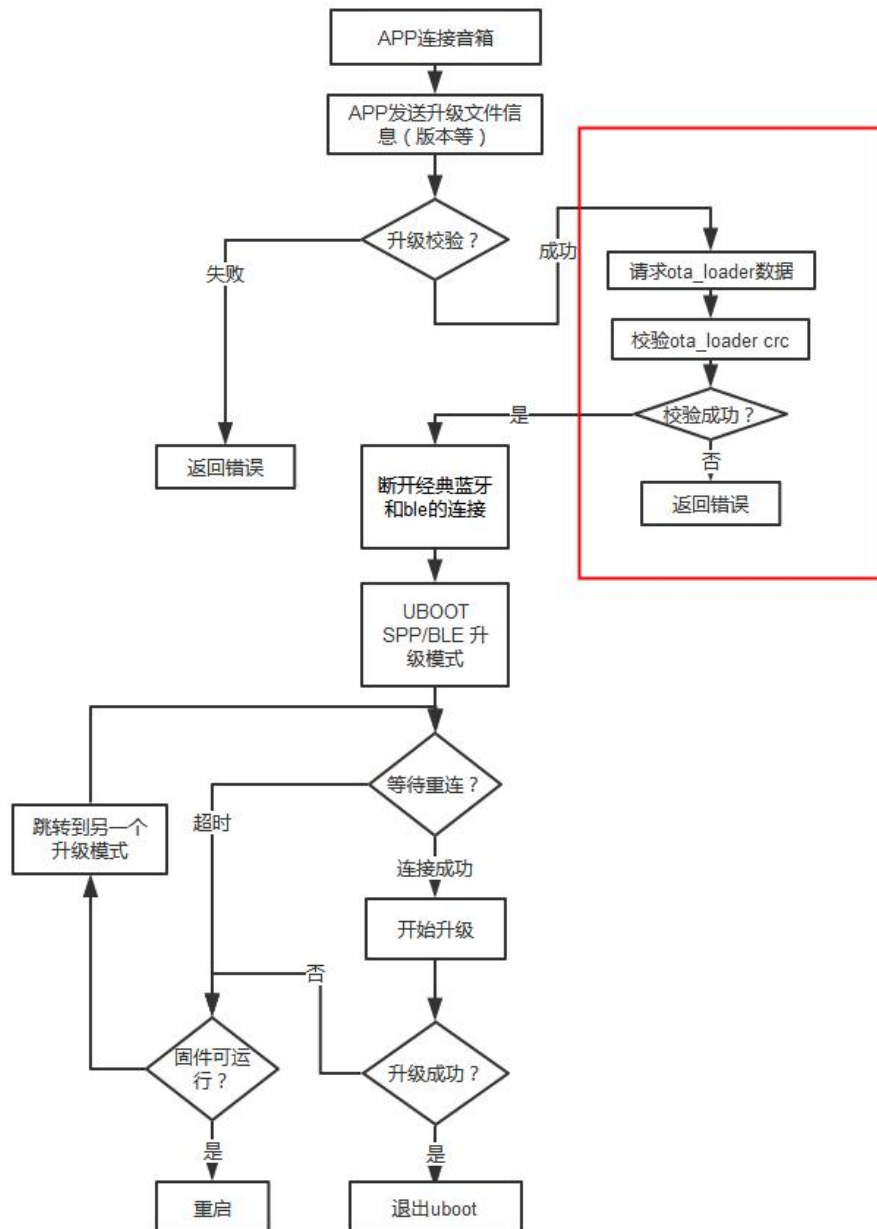 APP连接音箱
APP发送升级文件信
息（版本等）
升级校验？
成功
失败
请求ota_loader数据
校验ota_loader crc
校验成功？
是
否
返回错误
返回错误
断开经典蓝牙
和ble的连接
UBOOT
SPP/BLE 升
级模式
等待重连？
超时
跳转到另一个
升级模式
连接成功
开始升级
否
固件可运
行？
升级成功？
是
是
重启
退出uboot